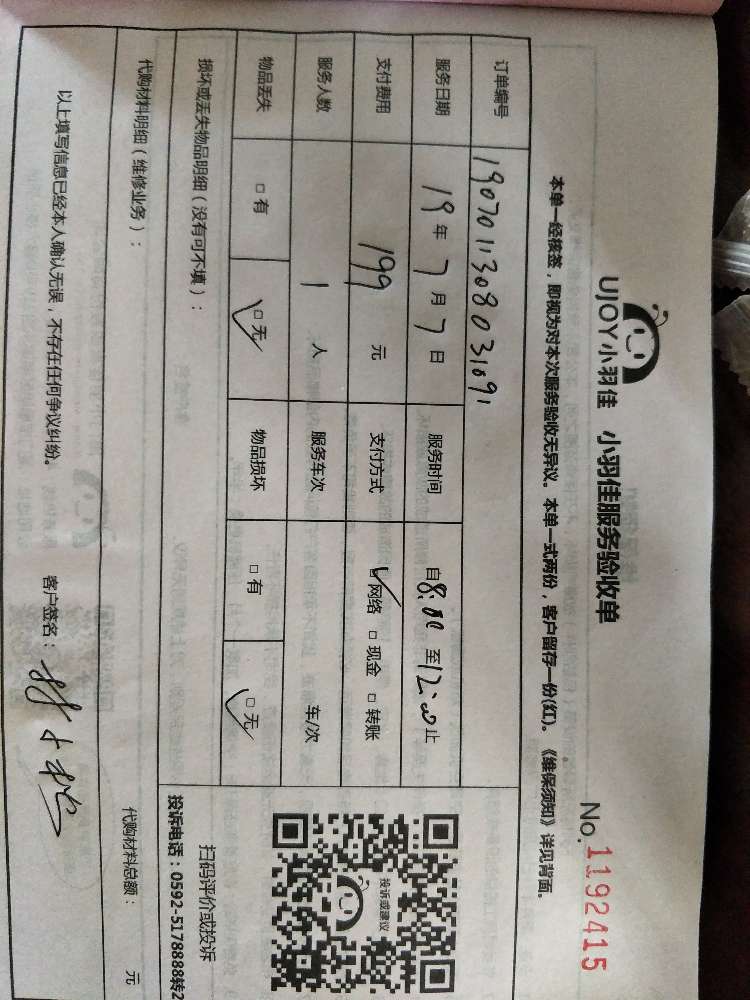 UJOY小羽佳 小羽佳服务验收单
No.1192415
本单一经核签，即视为对本次服务验收无异议。本单一式两份，客户留存一份(红)。《维保须知》详见背面。
订单编号 19070113080 31091
服务日期 19年7月7日 服务时间 自8:00至12:00止
支付费用 199元 支付方式 ☑网络 □现金 □转账
服务人数 1人 服务车次 车/次
物品丢失 □有 ☑无 物品损坏 □有 ☑无
投诉或建议
扫码评价或投诉
投诉电话：0592-5178888转2
损坏或丢失物品明细（没有可不填）：
代购材料明细（维修业务）： 代购材料总额： 元
以上填写信息已经本人确认无误，不存在任何争议纠纷。 客户签名：